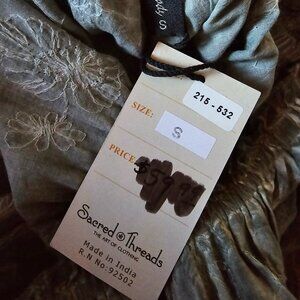 215-532
SIZE:
S
PRICE:
Sacred Threads
THE ART OF CLOTHING
Made in India
R.N No:92502